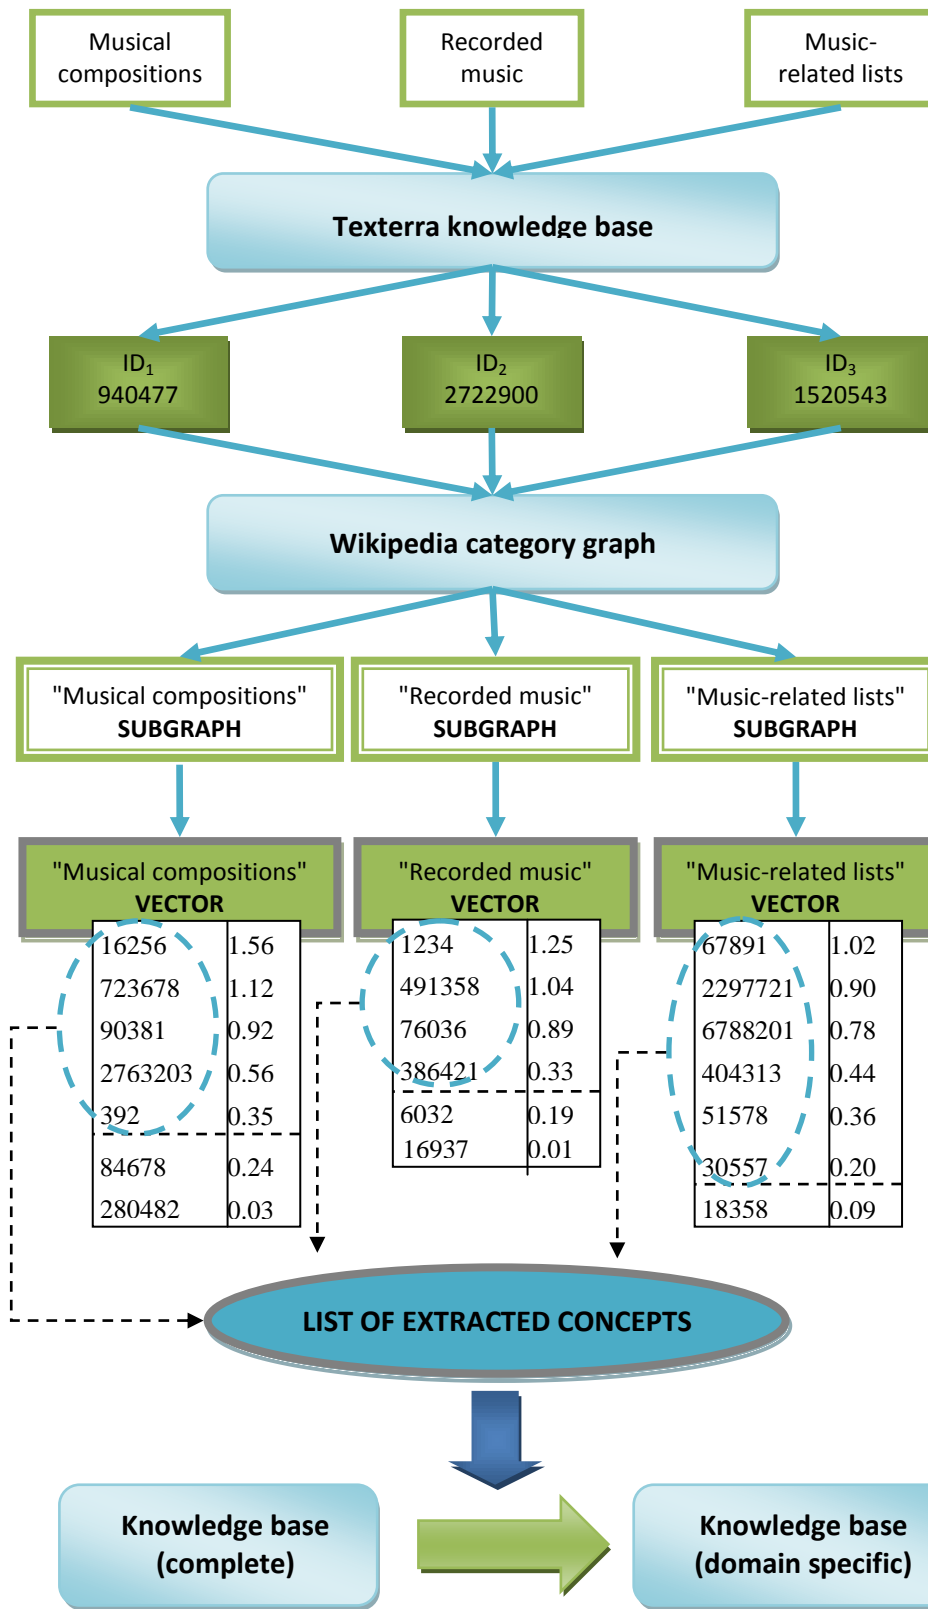 Musical
compositions
Recorded
music
Music-
related lists
Texterra knowledge base
ID₁
940477
ID₂
2722900
ID₃
1520543
Wikipedia category graph
"Musical compositions"
SUBGRAPH
"Recorded music"
SUBGRAPH
"Music-related lists"
SUBGRAPH
"Musical compositions"
VECTOR
16256 1.56
723678 1.12
90381 0.92
2763203 0.56
392 0.35
84678 0.24
280482 0.03
"Recorded music"
VECTOR
1234 1.25
491358 1.04
76036 0.89
386421 0.33
6032 0.19
16937 0.01
"Music-related lists"
VECTOR
67891 1.02
2297721 0.90
6788201 0.78
404313 0.44
51578 0.36
30557 0.20
18358 0.09
LIST OF EXTRACTED CONCEPTS
Knowledge base
(complete)
Knowledge base
(domain specific)